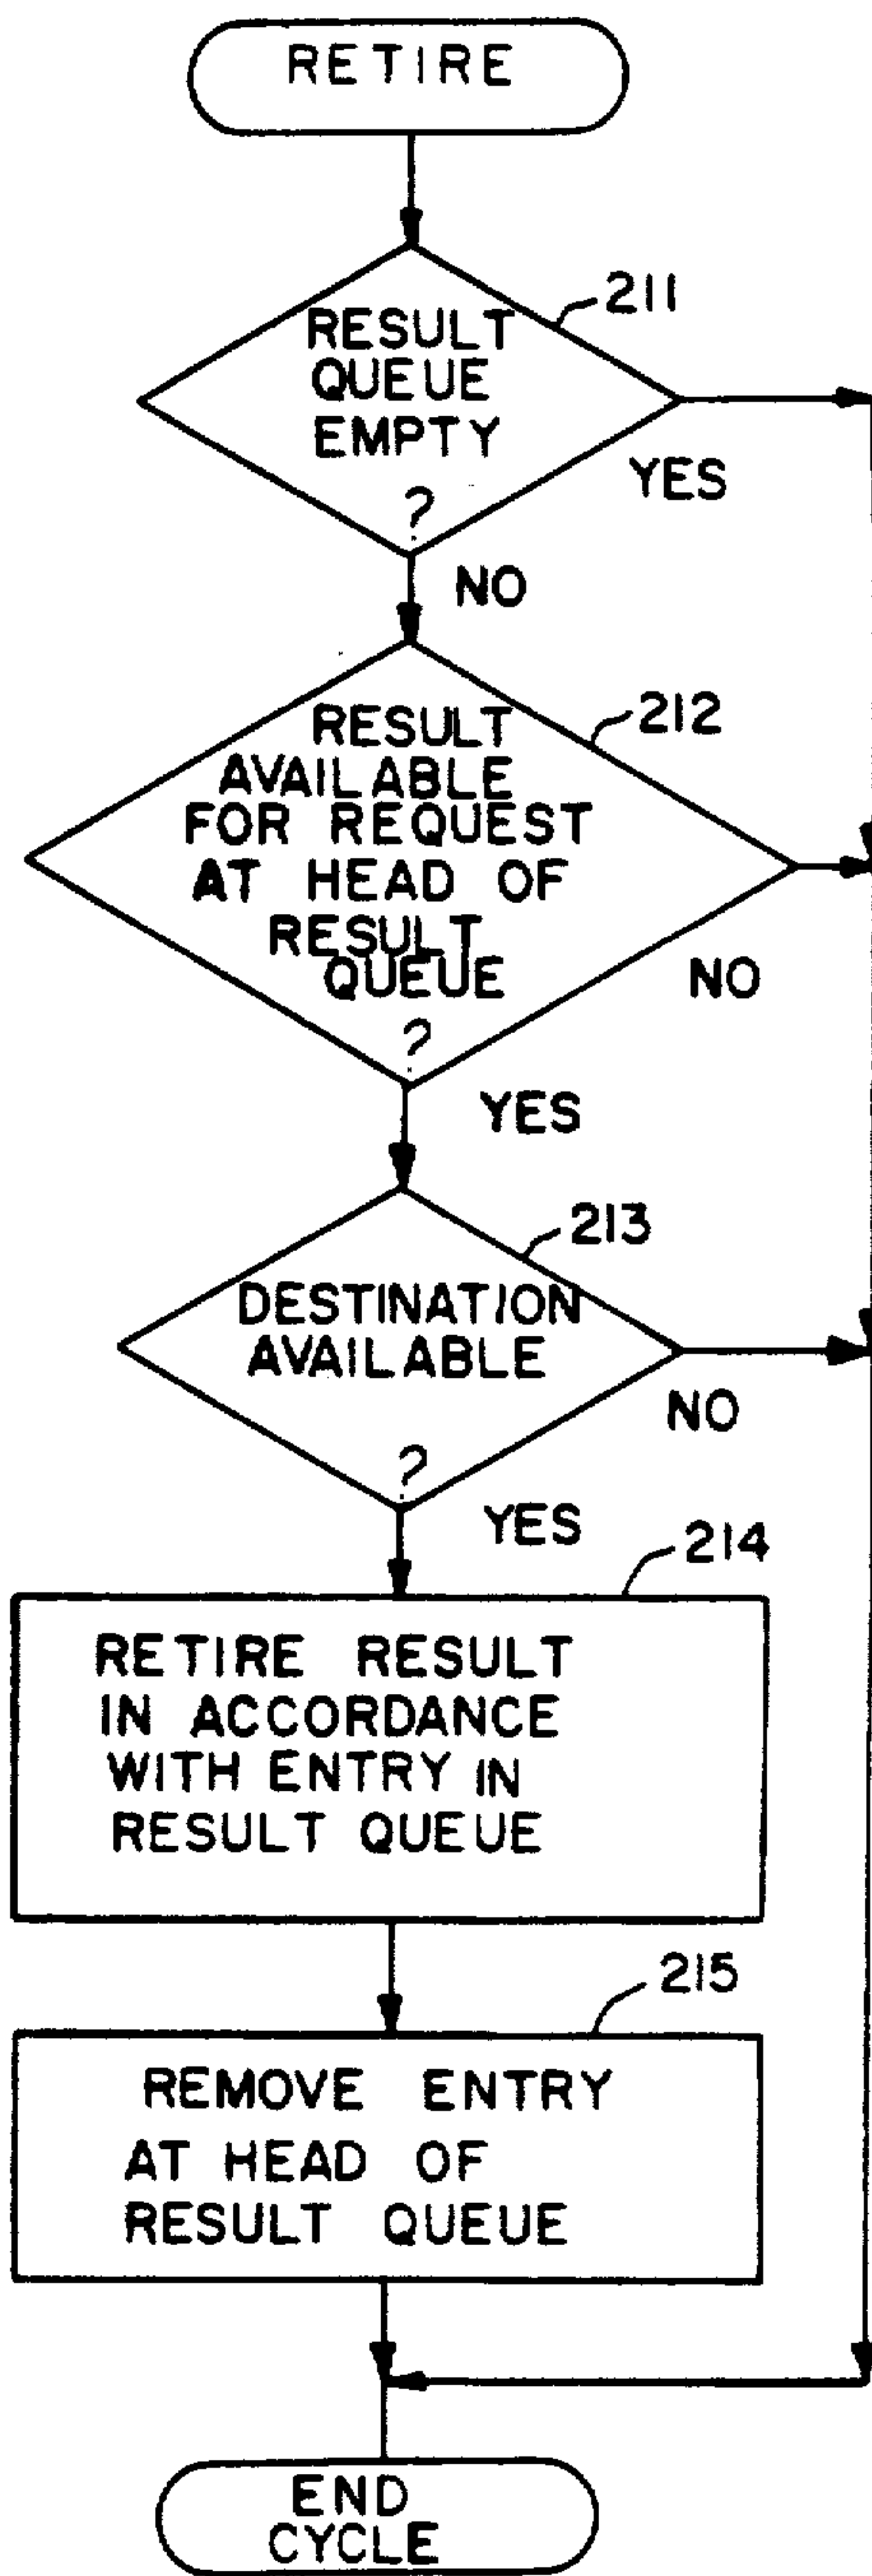 RETIRE
211
RESULT
QUEUE
EMPTY
?
YES
NO
212
RESULT
AVAILABLE
FOR REQUEST
AT HEAD OF
RESULT
QUEUE
?
NO
YES
213
DESTINATION
AVAILABLE
?
NO
YES
214
RETIRE RESULT
IN ACCORDANCE
WITH ENTRY IN
RESULT QUEUE
215
REMOVE ENTRY
AT HEAD OF
RESULT QUEUE
END
CYCLE